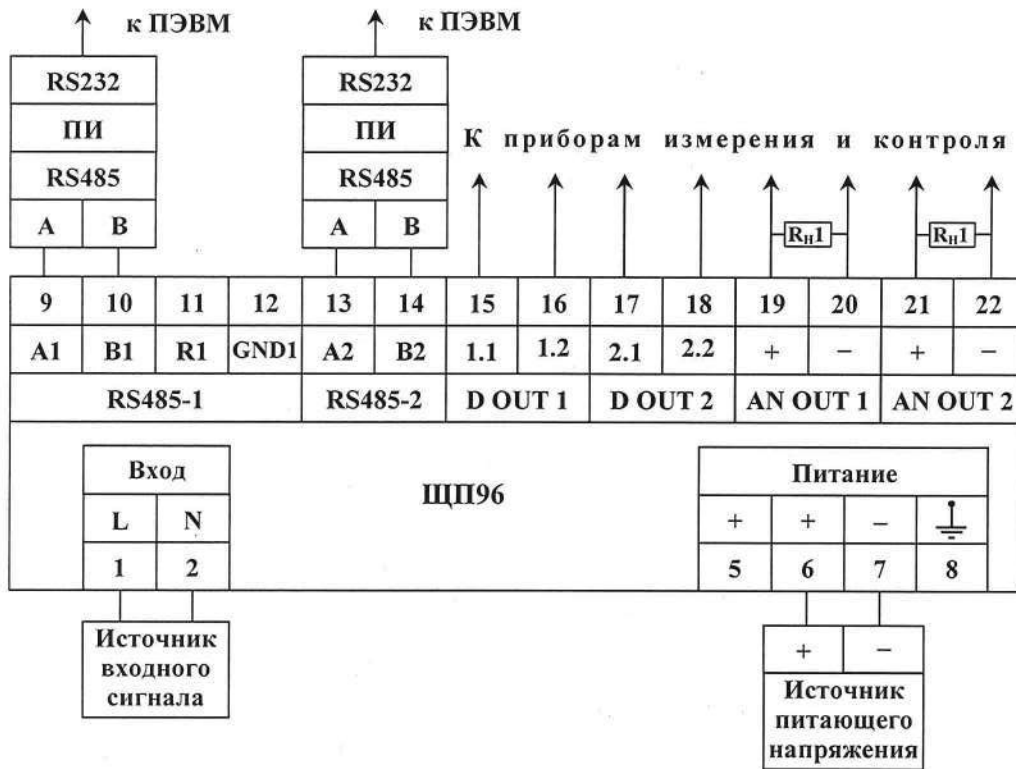 к ПЭВМ к ПЭВМ
RS232 RS232
ПИ ПИ
К приборам измерения и контроля
RS485 RS485
A B A B
Rн1 Rн1
9 10 11 12 13 14 15 16 17 18 19 20 21 22
A1 B1 R1 GND1 A2 B2 1.1 1.2 2.1 2.2 + − + −
RS485-1 RS485-2 D OUT 1 D OUT 2 AN OUT 1 AN OUT 2
Вход ЩП96 Питание
L N + + −
1 2 5 6 7 8
Источник
входного
сигнала
+ −
Источник
питающего
напряжения